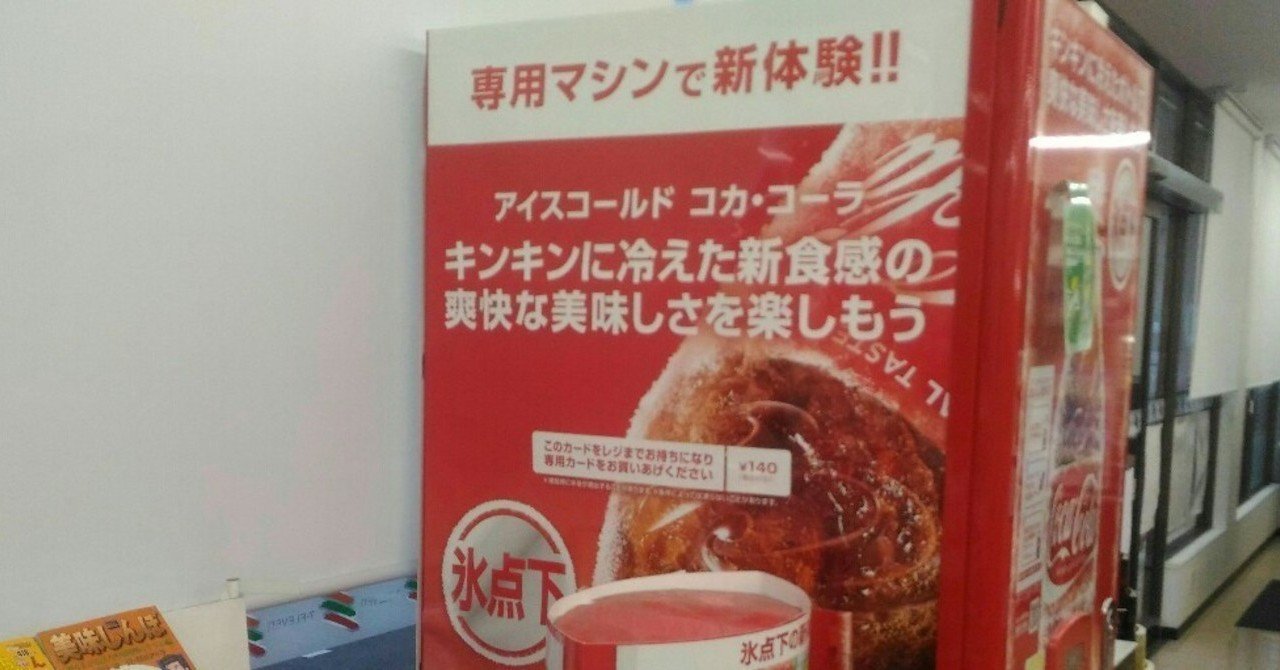 専用マシンで新体験!!
アイスコールド コカ・コーラ
キンキンに冷えた新食感の
爽快な美味しさを楽しもう
AL TASTE
このカードをレジまでお持ちになり
専用カードをお買いあげください
¥140
氷点下
氷点下の
美味しんぼ